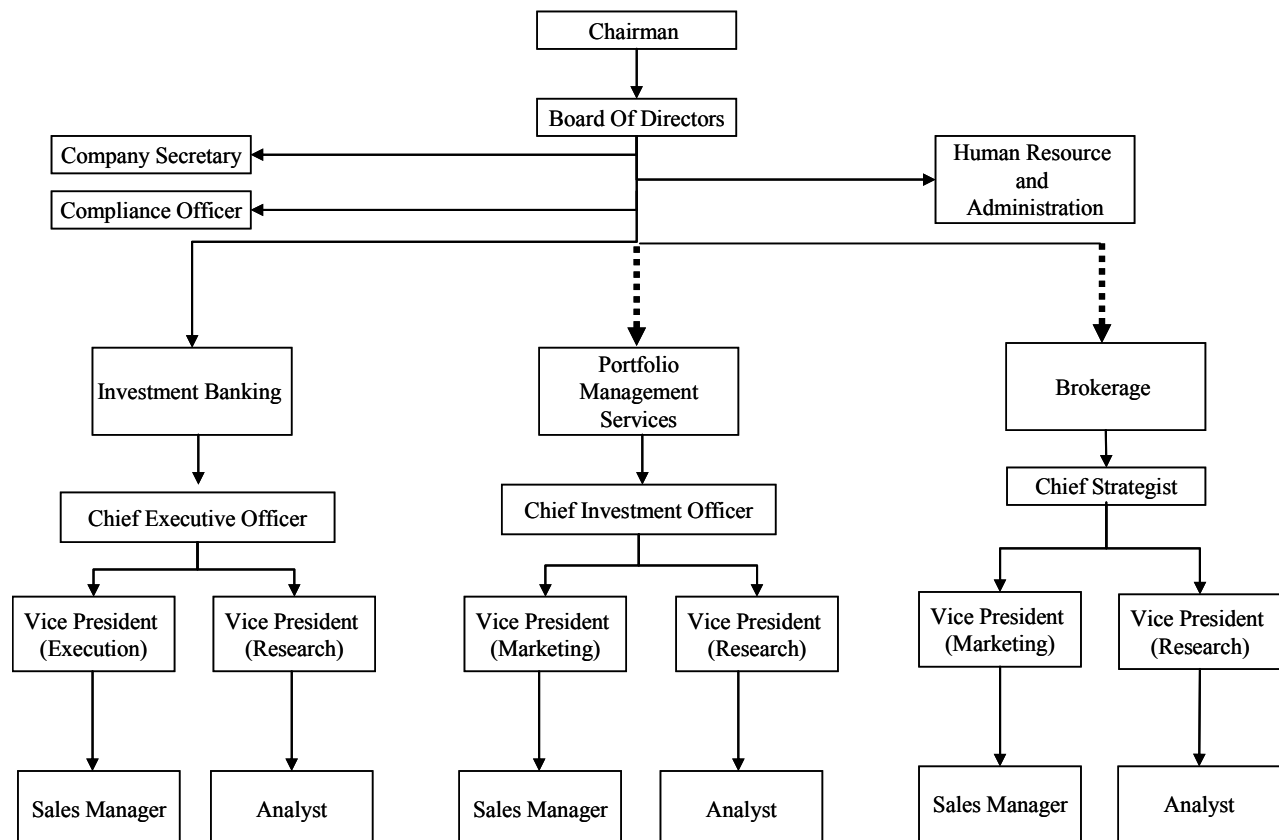 Chairman
Board Of Directors
Company Secretary
Human Resource
and
Administration
Compliance Officer
Investment Banking
Portfolio
Management
Services
Brokerage
Chief Executive Officer
Chief Investment Officer
Chief Strategist
Vice President
(Execution)
Vice President
(Research)
Vice President
(Marketing)
Vice President
(Research)
Vice President
(Marketing)
Vice President
(Research)
Sales Manager
Analyst
Sales Manager
Analyst
Sales Manager
Analyst